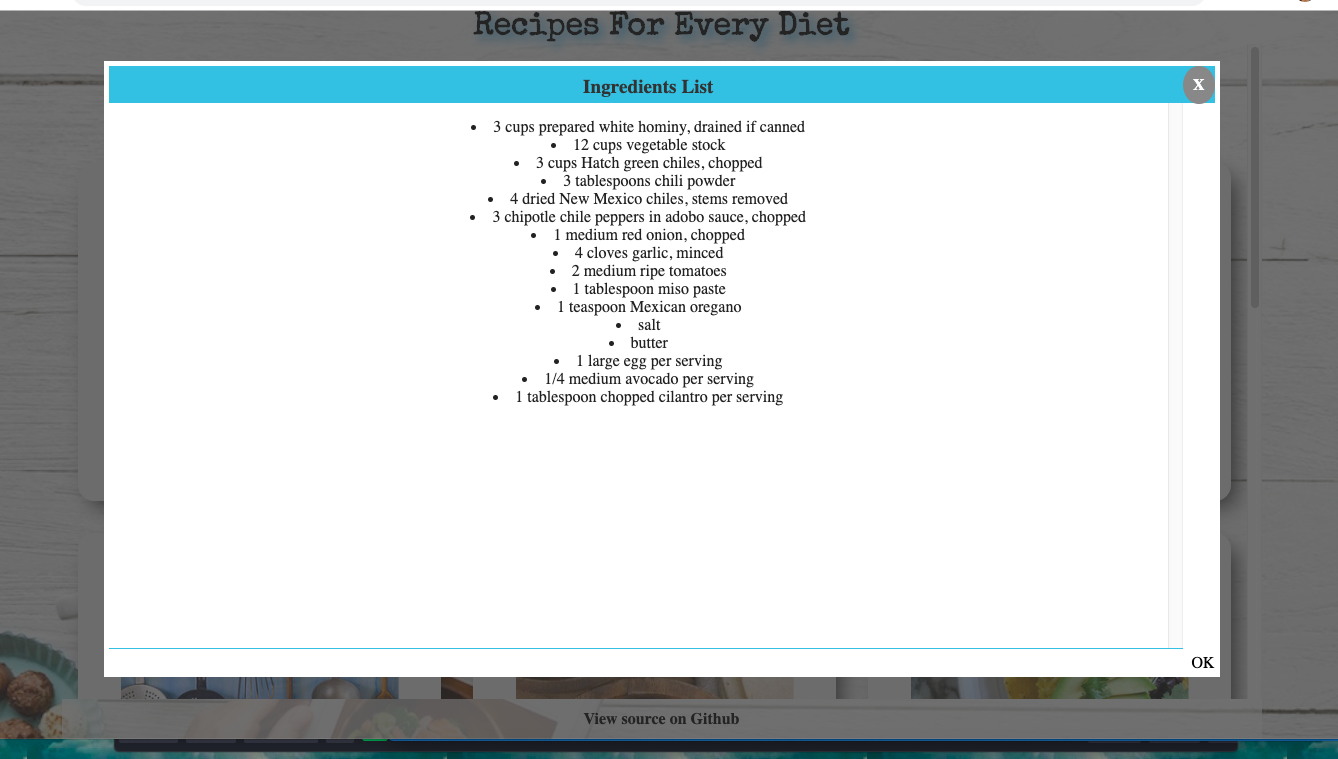 Recipes For Every Diet
Ingredients List
X
• 3 cups prepared white hominy, drained if canned
• 12 cups vegetable stock
• 3 cups Hatch green chiles, chopped
• 3 tablespoons chili powder
• 4 dried New Mexico chiles, stems removed
• 3 chipotle chile peppers in adobo sauce, chopped
• 1 medium red onion, chopped
• 4 cloves garlic, minced
• 2 medium ripe tomatoes
• 1 tablespoon miso paste
• 1 teaspoon Mexican oregano
• salt
• butter
• 1 large egg per serving
• 1/4 medium avocado per serving
• 1 tablespoon chopped cilantro per serving
OK
View source on Github